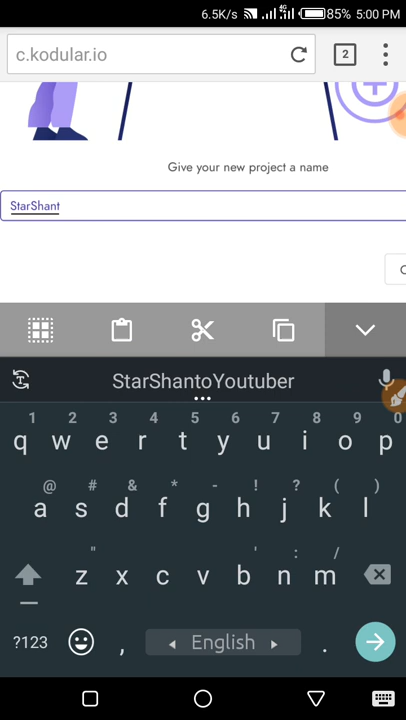 6.5K/s 4G 85% 5:00 PM
c.kodular.io 2
Give your new project a name
StarShant
C
StarShantoYoutuber
1 2 3 4 5 6 7 8 9 0
q w e r t y u i o p
@ # & * - ! ? ( )
a s d f g h j k l
" ' : /
z x c v b n m
?123 , English .